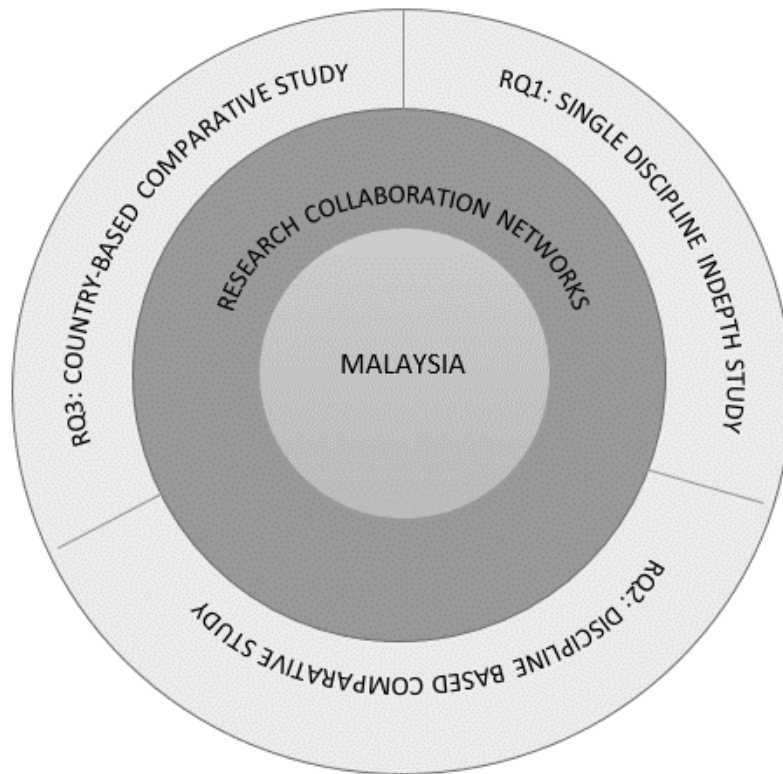 RQ1: SINGLE DISCIPLINE INDEPTH STUDY
RQ2: DISCIPLINE BASED COMPARATIVE STUDY
RQ3: COUNTRY-BASED COMPARATIVE STUDY
RESEARCH COLLABORATION NETWORKS
MALAYSIA